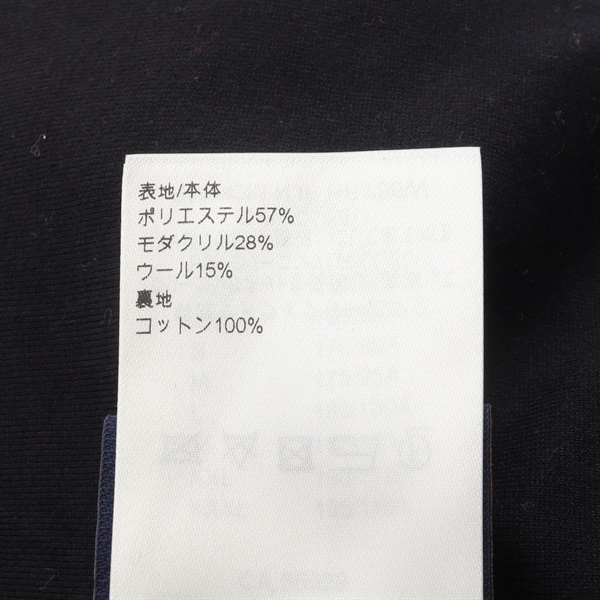 表地/本体
ポリエステル57%
モダクリル28%
ウール15%
裏地
コットン100%